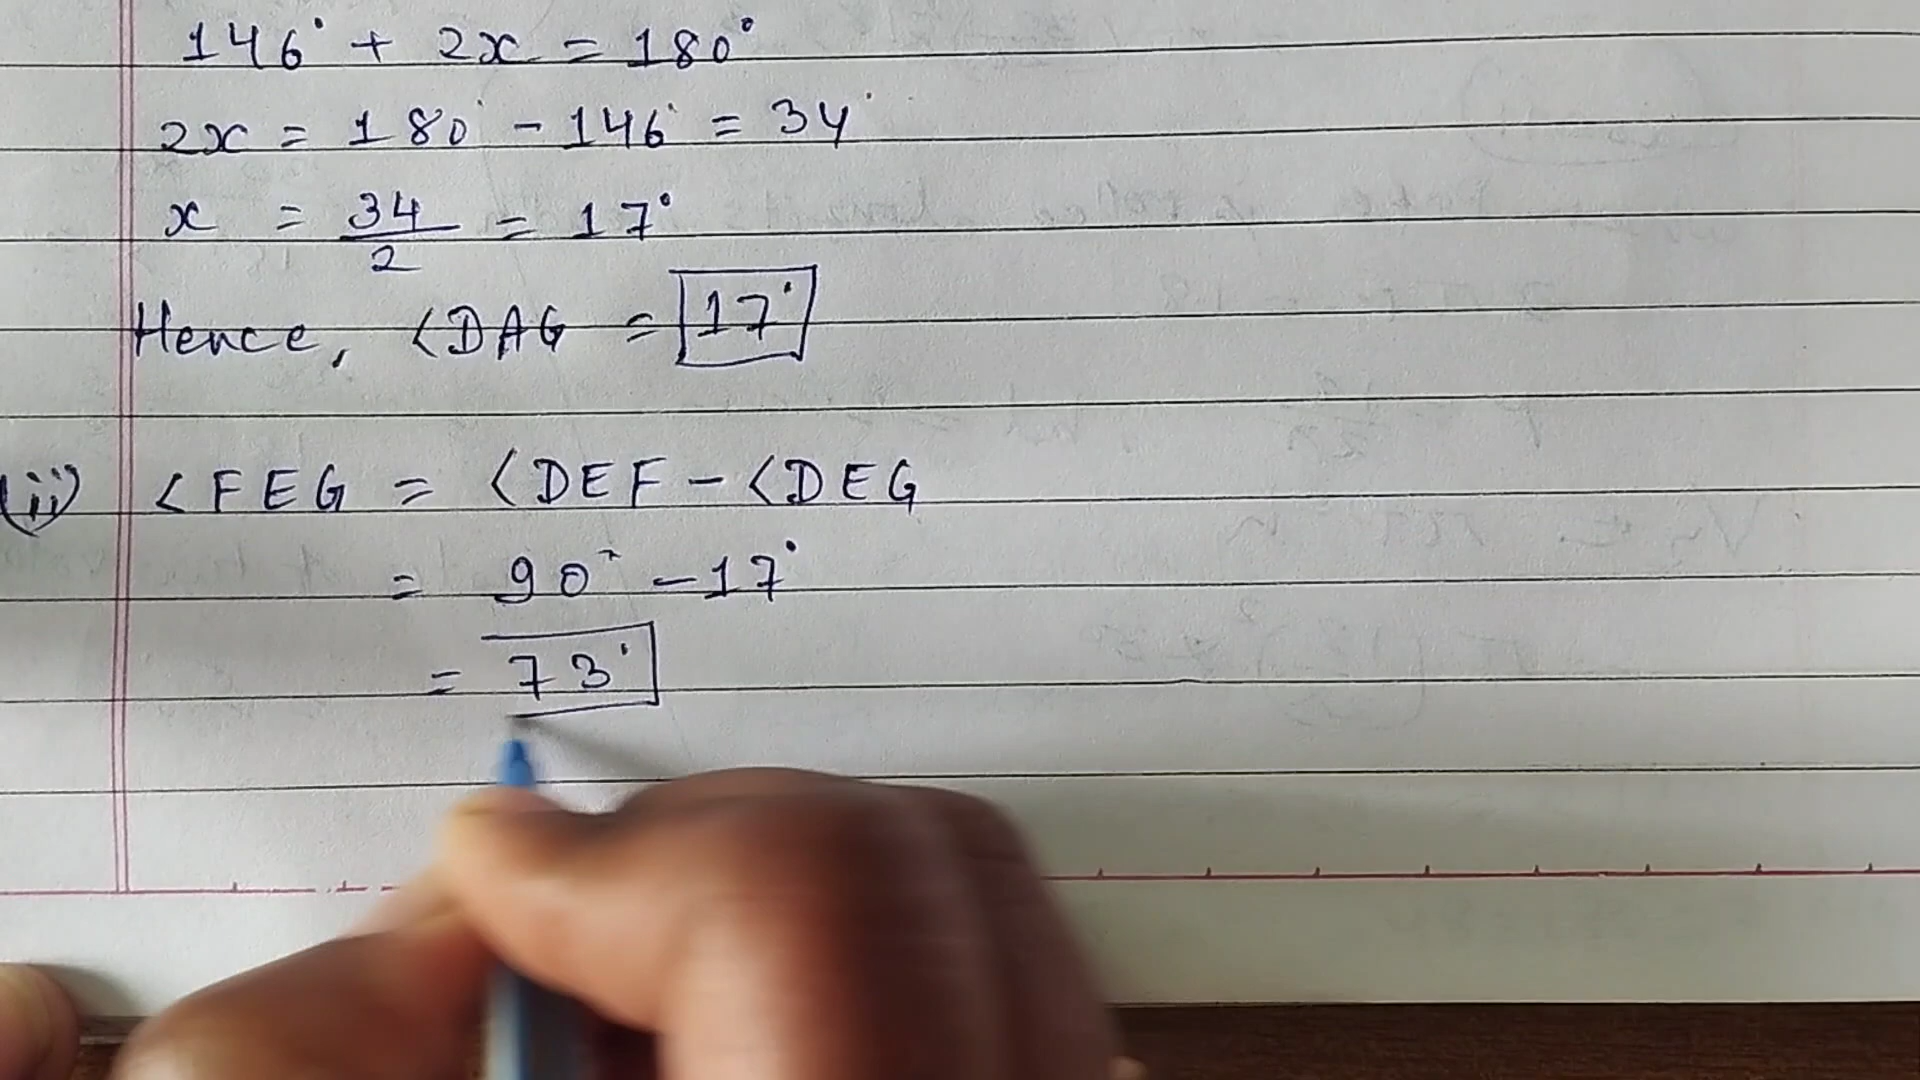 146° + 2x = 180°
2x = 180° - 146° = 34°
x = 34/2 = 17°
Hence, <DAG = 17°
(ii) <FEG = <DEF - <DEG
= 90° - 17°
= 73°